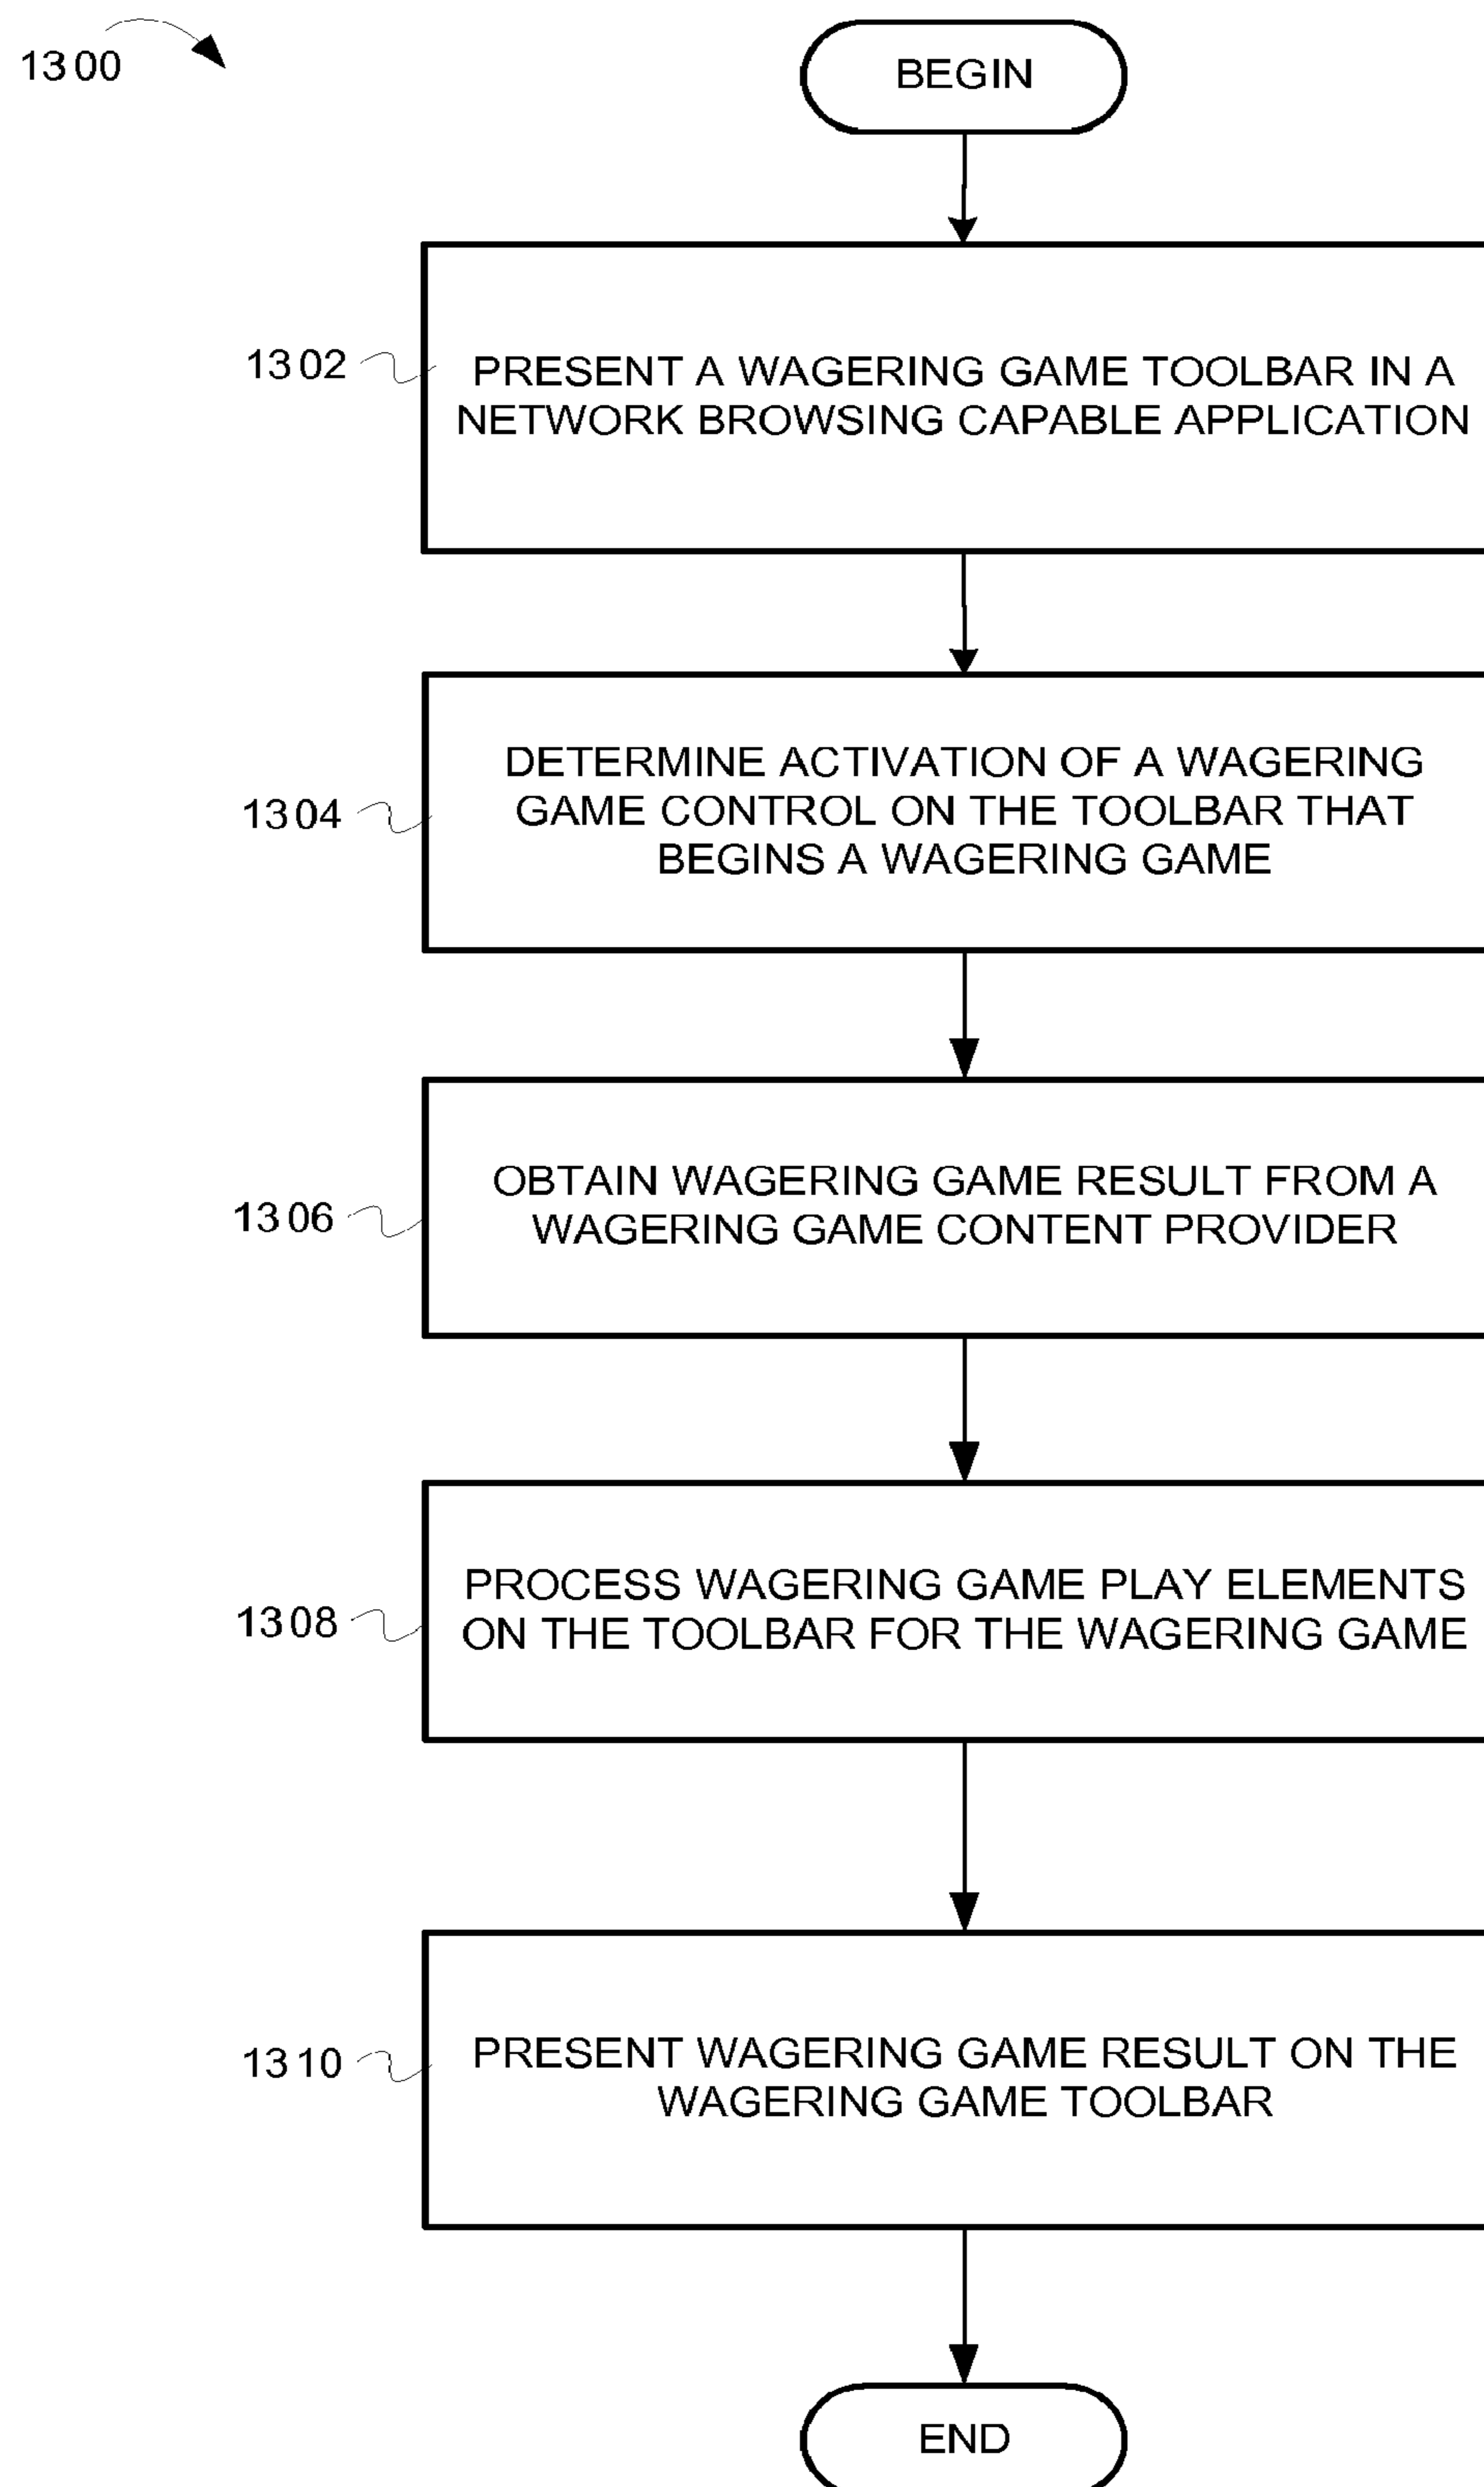 1300
BEGIN
1302
PRESENT A WAGERING GAME TOOLBAR IN A
NETWORK BROWSING CAPABLE APPLICATION
1304
DETERMINE ACTIVATION OF A WAGERING
GAME CONTROL ON THE TOOLBAR THAT
BEGINS A WAGERING GAME
1306
OBTAIN WAGERING GAME RESULT FROM A
WAGERING GAME CONTENT PROVIDER
1308
PROCESS WAGERING GAME PLAY ELEMENTS
ON THE TOOLBAR FOR THE WAGERING GAME
1310
PRESENT WAGERING GAME RESULT ON THE
WAGERING GAME TOOLBAR
END